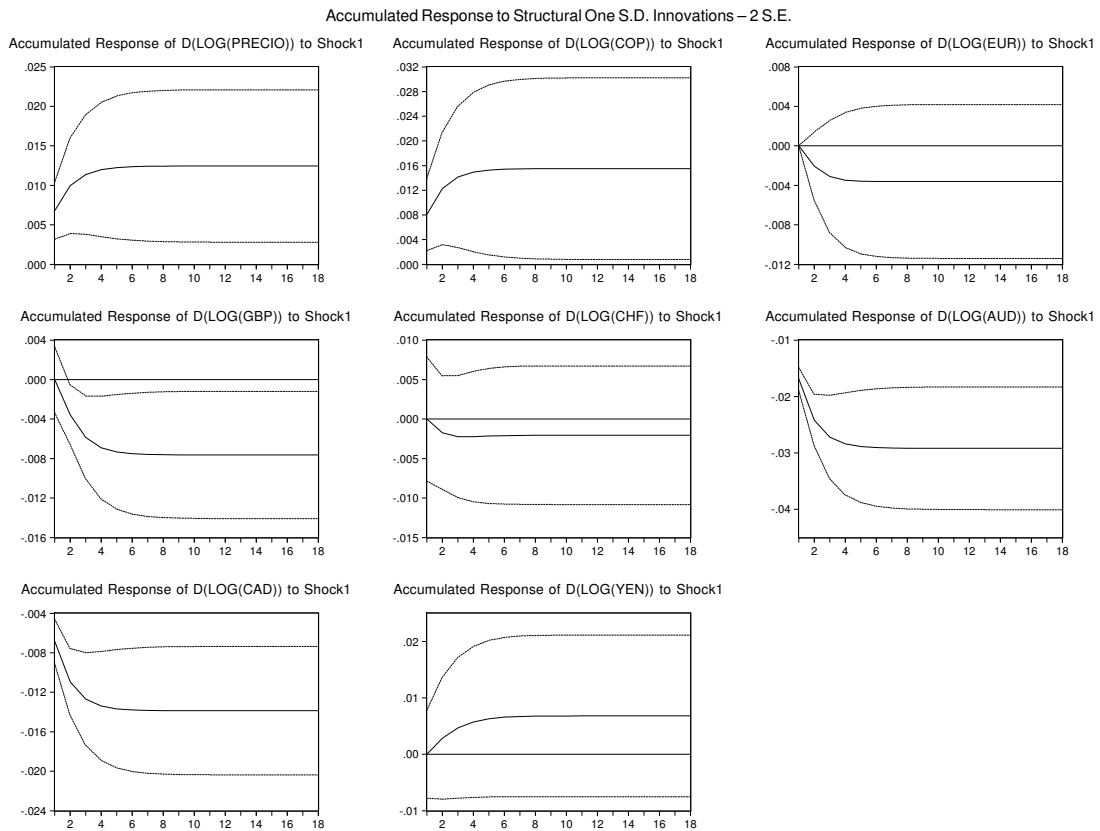 Accumulated Response to Structural One S.D. Innovations – 2 S.E.
Accumulated Response of D(LOG(PRECIO)) to Shock1
.025
.020
.015
.010
.005
.000
2 4 6 8 10 12 14 16 18
Accumulated Response of D(LOG(COP)) to Shock1
.032
.028
.024
.020
.016
.012
.008
.004
.000
2 4 6 8 10 12 14 16 18
Accumulated Response of D(LOG(EUR)) to Shock1
.008
.004
.000
-.004
-.008
-.012
2 4 6 8 10 12 14 16 18
Accumulated Response of D(LOG(GBP)) to Shock1
.004
.000
-.004
-.008
-.012
-.016
2 4 6 8 10 12 14 16 18
Accumulated Response of D(LOG(CHF)) to Shock1
.010
.005
.000
-.005
-.010
-.015
2 4 6 8 10 12 14 16 18
Accumulated Response of D(LOG(AUD)) to Shock1
-.01
-.02
-.03
-.04
2 4 6 8 10 12 14 16 18
Accumulated Response of D(LOG(CAD)) to Shock1
-.004
-.008
-.012
-.016
-.020
-.024
2 4 6 8 10 12 14 16 18
Accumulated Response of D(LOG(YEN)) to Shock1
.02
.01
.00
-.01
2 4 6 8 10 12 14 16 18